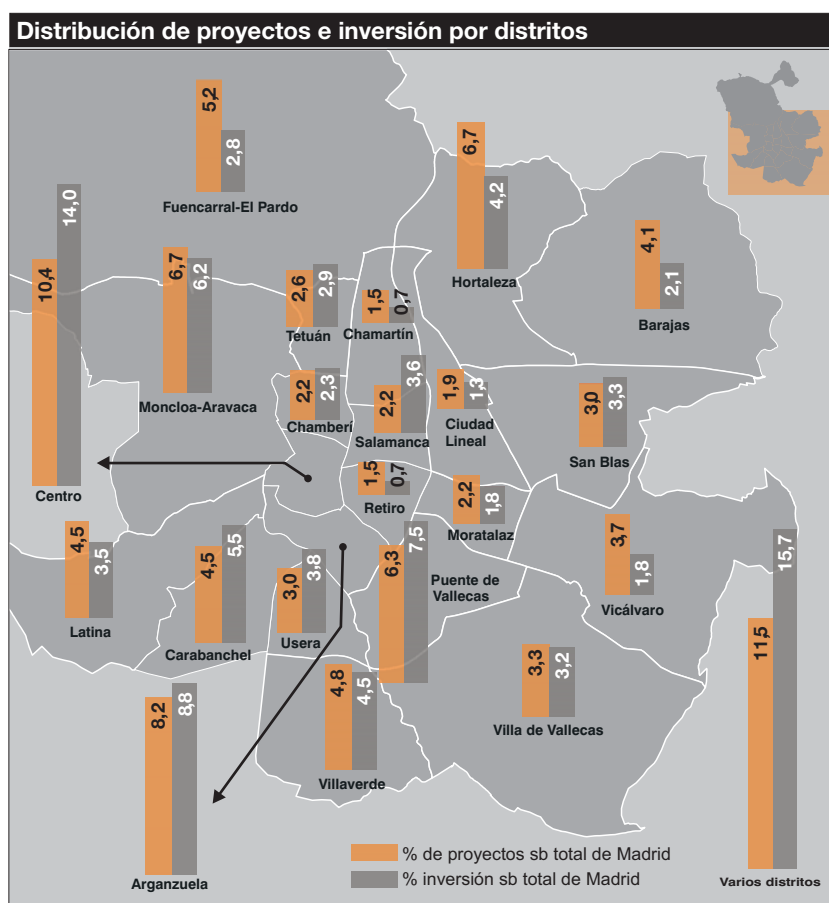 Distribución de proyectos e inversión por distritos
5,2
2,8
Fuencarral-El Pardo
6,7
4,2
Hortaleza
4,1
2,1
Barajas
10,4
14,0
Centro
6,7
6,2
Moncloa-Aravaca
2,6
2,9
Tetuán
1,5
0,7
Chamartín
2,2
2,3
Chamberí
2,2
3,6
Salamanca
1,9
1,3
Ciudad
Lineal
3,0
3,3
San Blas
1,5
0,7
Retiro
2,2
1,8
Moratalaz
3,7
1,8
Vicálvaro
4,5
3,5
Latina
4,5
5,5
Carabanchel
3,0
3,8
Usera
6,3
7,5
Puente de
Vallecas
3,3
3,2
Villa de Vallecas
4,8
4,5
Villaverde
8,2
8,8
Arganzuela
11,5
15,7
Varios distritos
% de proyectos sb total de Madrid
% inversión sb total de Madrid